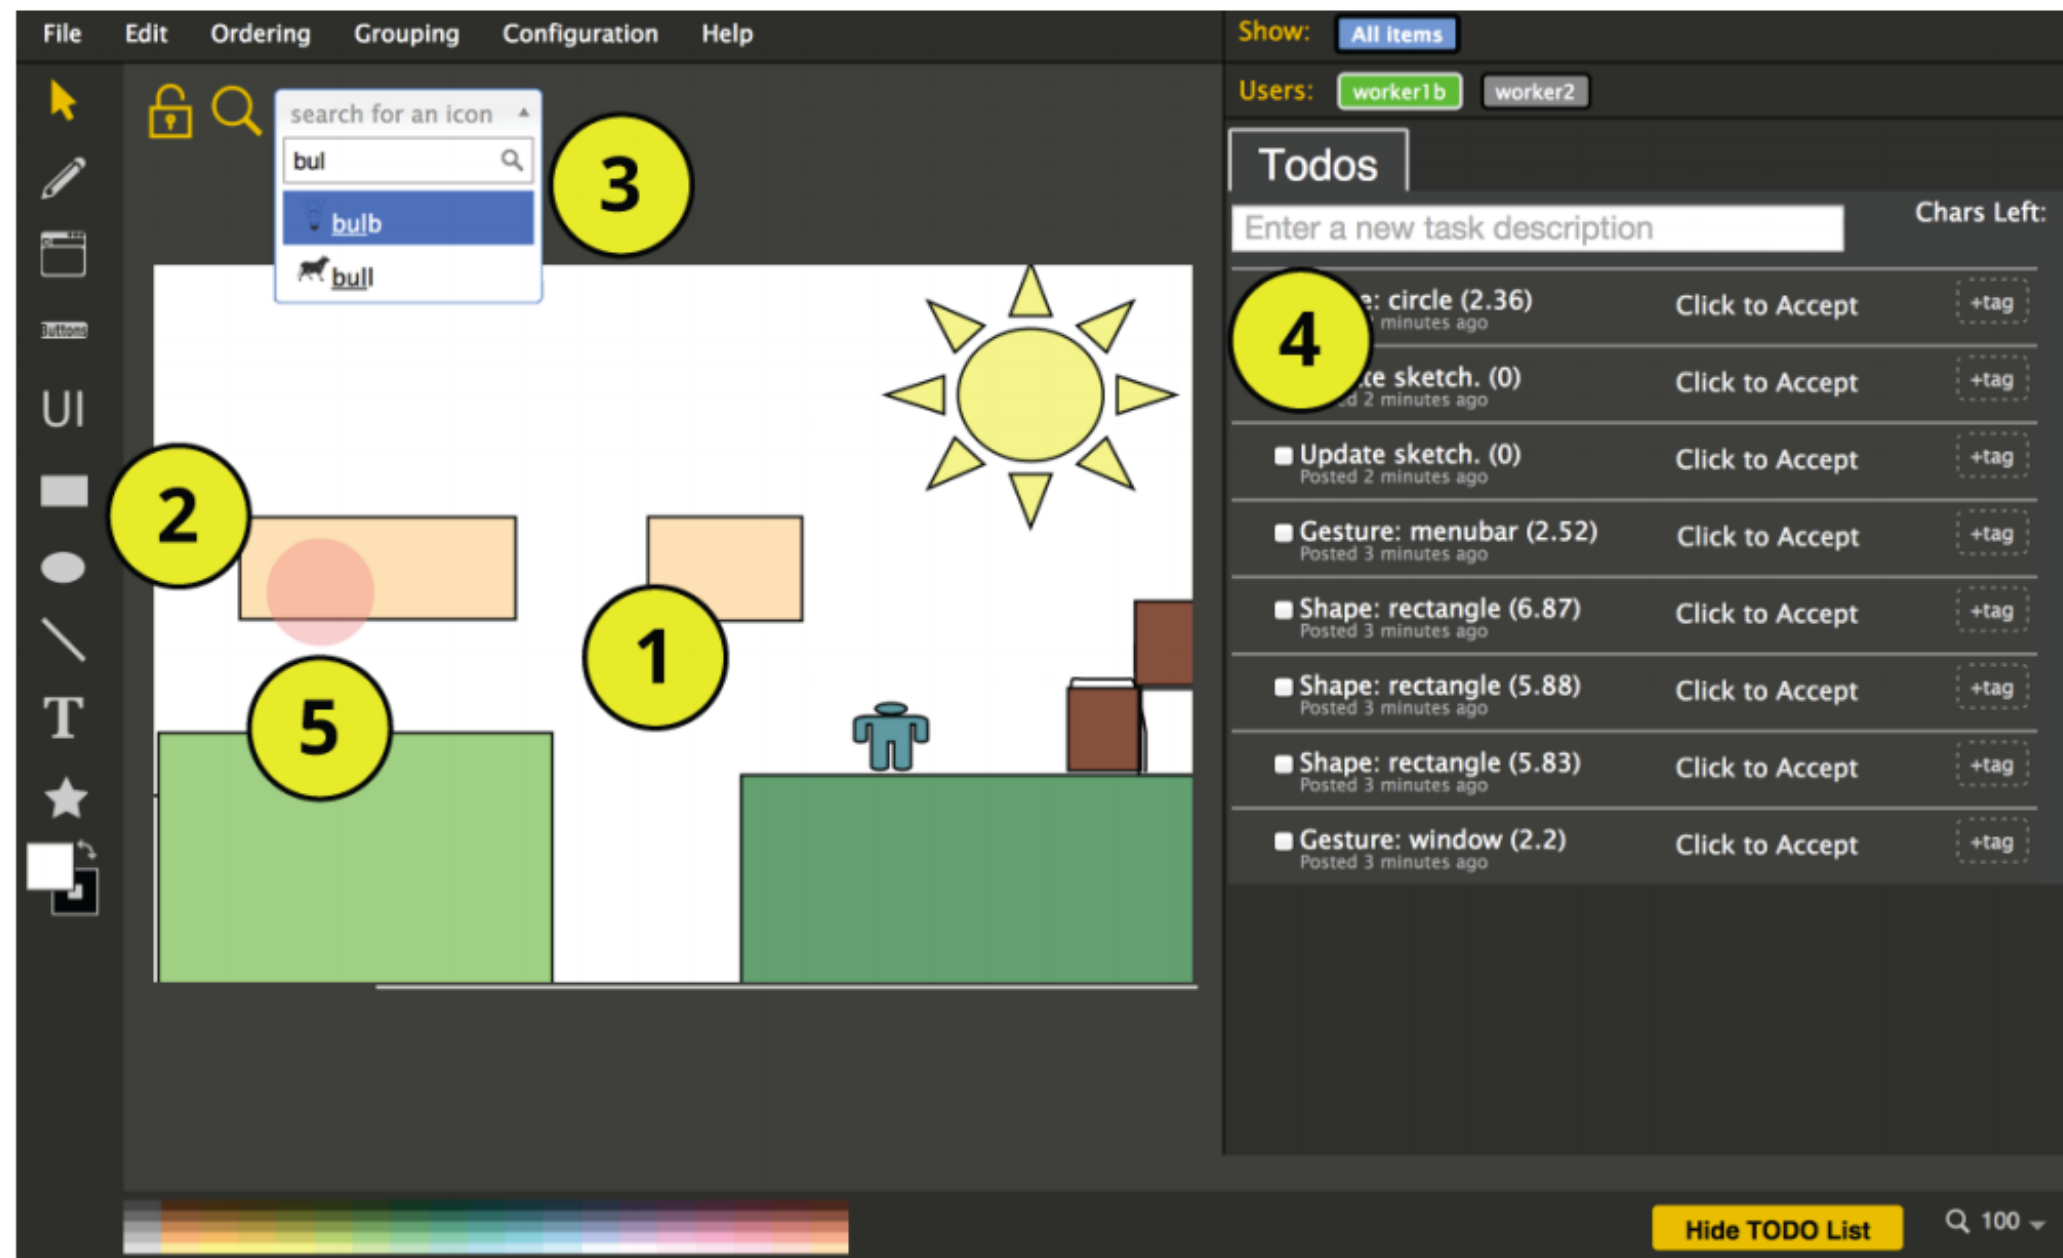 File Edit Ordering Grouping Configuration Help
Show: All items
Users: worker1b worker2
search for an icon
bul
bulb
bull
3
Buttons
UI
T
2
1
5
Todos
Enter a new task description Chars Left:
4
e: circle (2.36) Click to Accept +tag
minutes ago
te sketch. (0) Click to Accept +tag
d 2 minutes ago
Update sketch. (0) Click to Accept +tag
Posted 2 minutes ago
Gesture: menubar (2.52) Click to Accept +tag
Posted 3 minutes ago
Shape: rectangle (6.87) Click to Accept +tag
Posted 3 minutes ago
Shape: rectangle (5.88) Click to Accept +tag
Posted 3 minutes ago
Shape: rectangle (5.83) Click to Accept +tag
Posted 3 minutes ago
Gesture: window (2.2) Click to Accept +tag
Posted 3 minutes ago
Hide TODO List 100